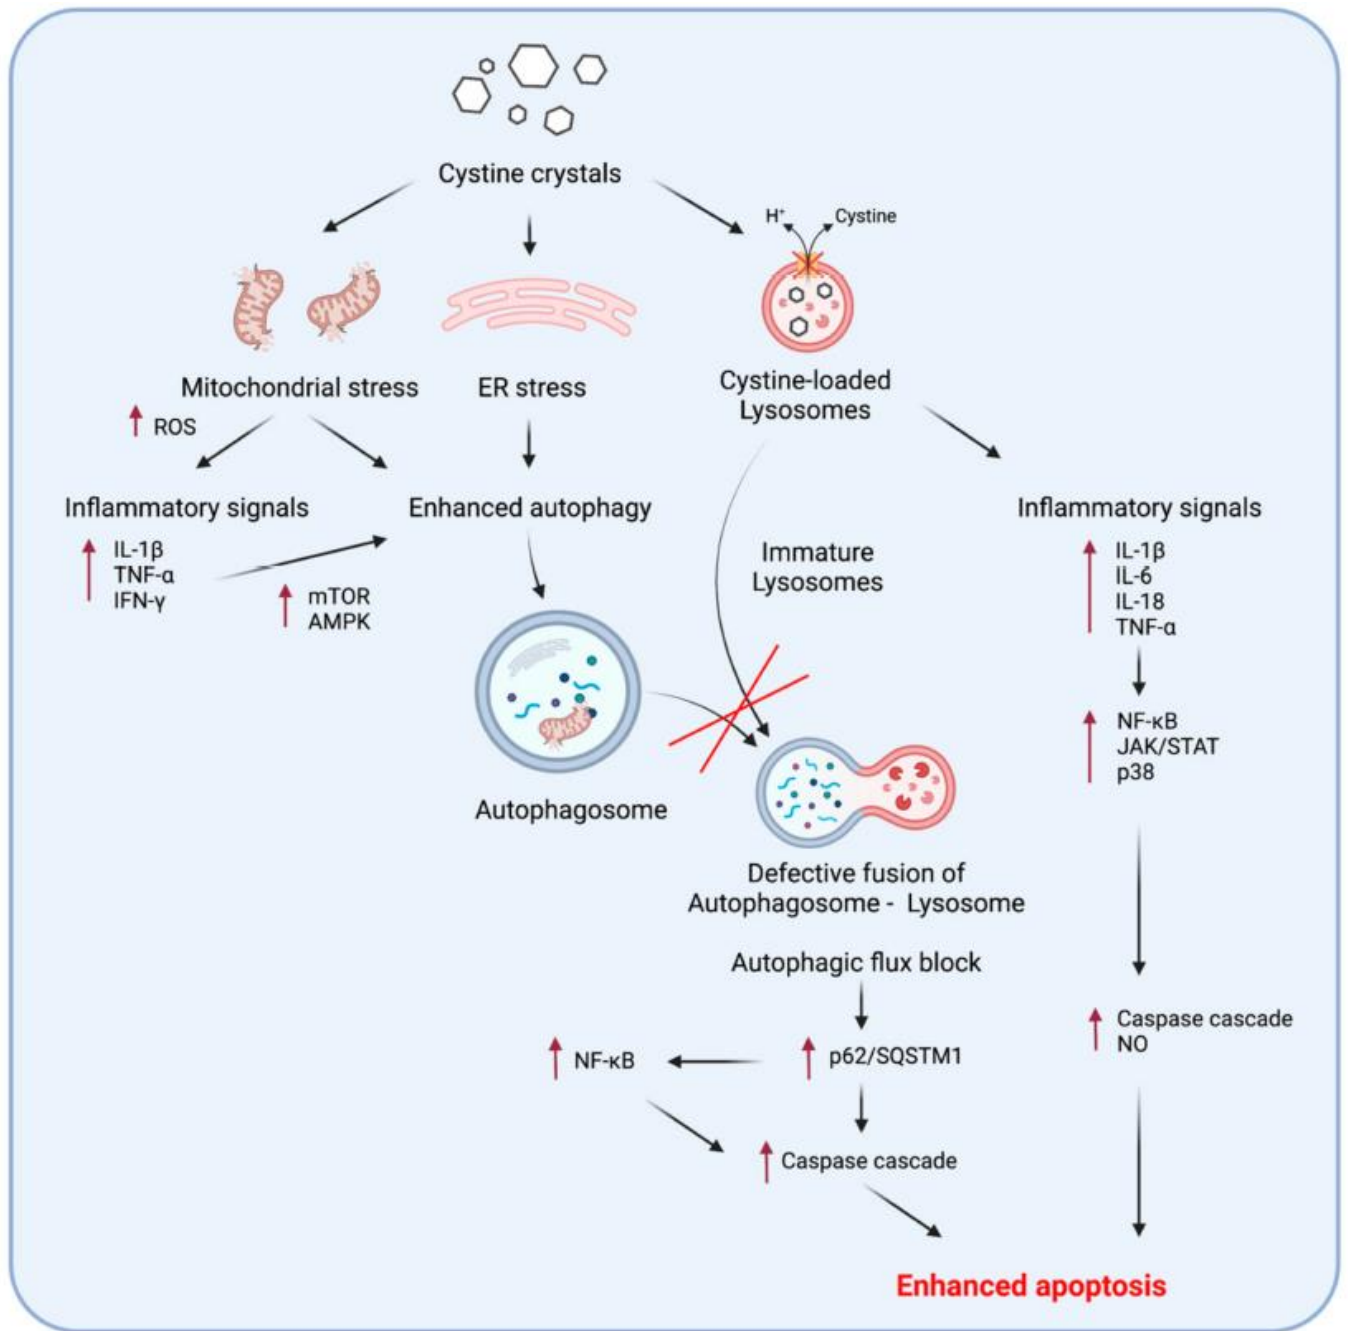 Cystine crystals
H⁺
Cystine
Mitochondrial stress
ROS
ER stress
Cystine-loaded
Lysosomes
Inflammatory signals
IL-1β
TNF-α
IFN-γ
mTOR
AMPK
Enhanced autophagy
Immature
Lysosomes
Inflammatory signals
IL-1β
IL-6
IL-18
TNF-α
NF-κB
JAK/STAT
p38
Autophagosome
Defective fusion of
Autophagosome - Lysosome
Autophagic flux block
NF-κB
p62/SQSTM1
Caspase cascade
NO
Caspase cascade
Enhanced apoptosis